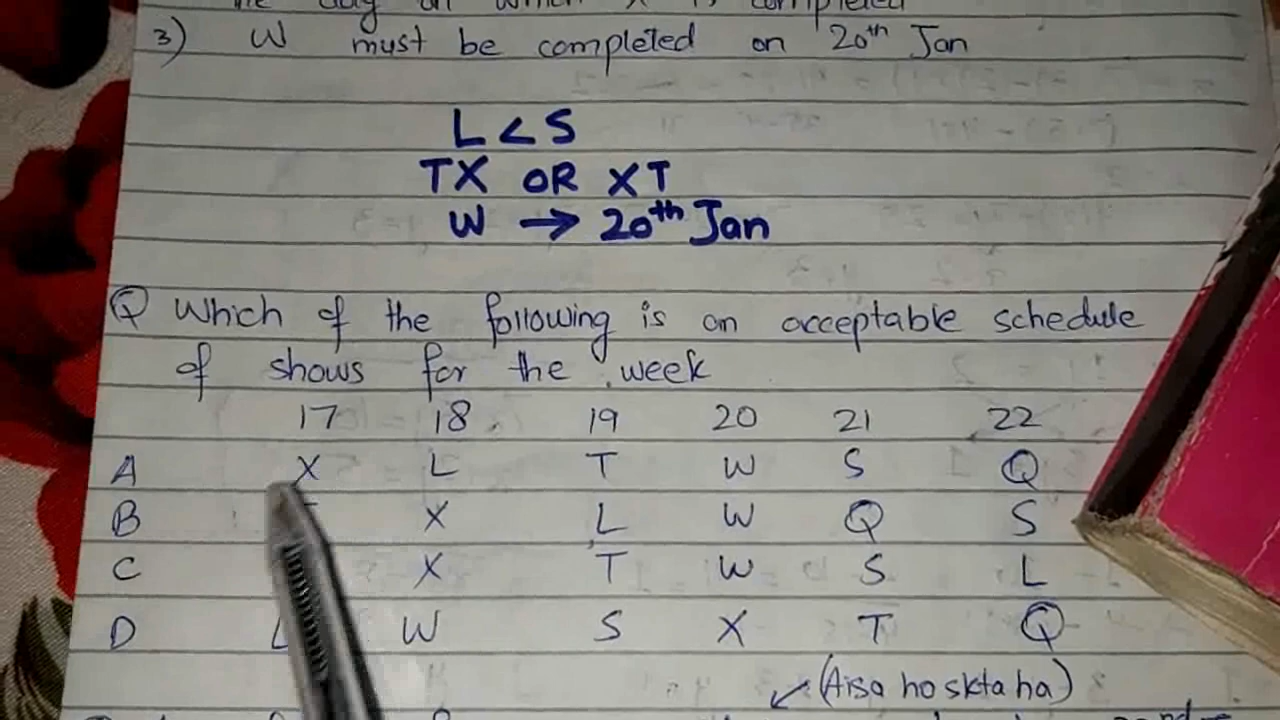 3) W must be completed on 20th Jan
L < S
TX OR XT
W → 20th Jan
Q Which of the following is an acceptable schedule
of shows for the week
17 18 19 20 21 22
A X L T W S Q
B X L W Q S
C X T W S L
D W S X T Q
(Aisa ho skta ha)